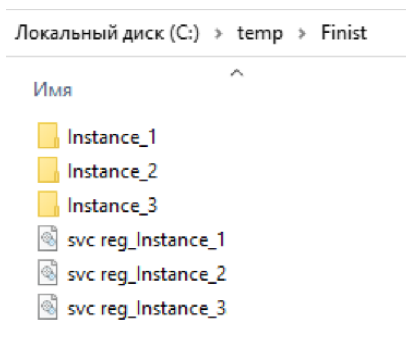 Локальный диск (C:) > temp > Finist
Имя
Instance_1
Instance_2
Instance_3
svc reg_Instance_1
svc reg_Instance_2
svc reg_Instance_3